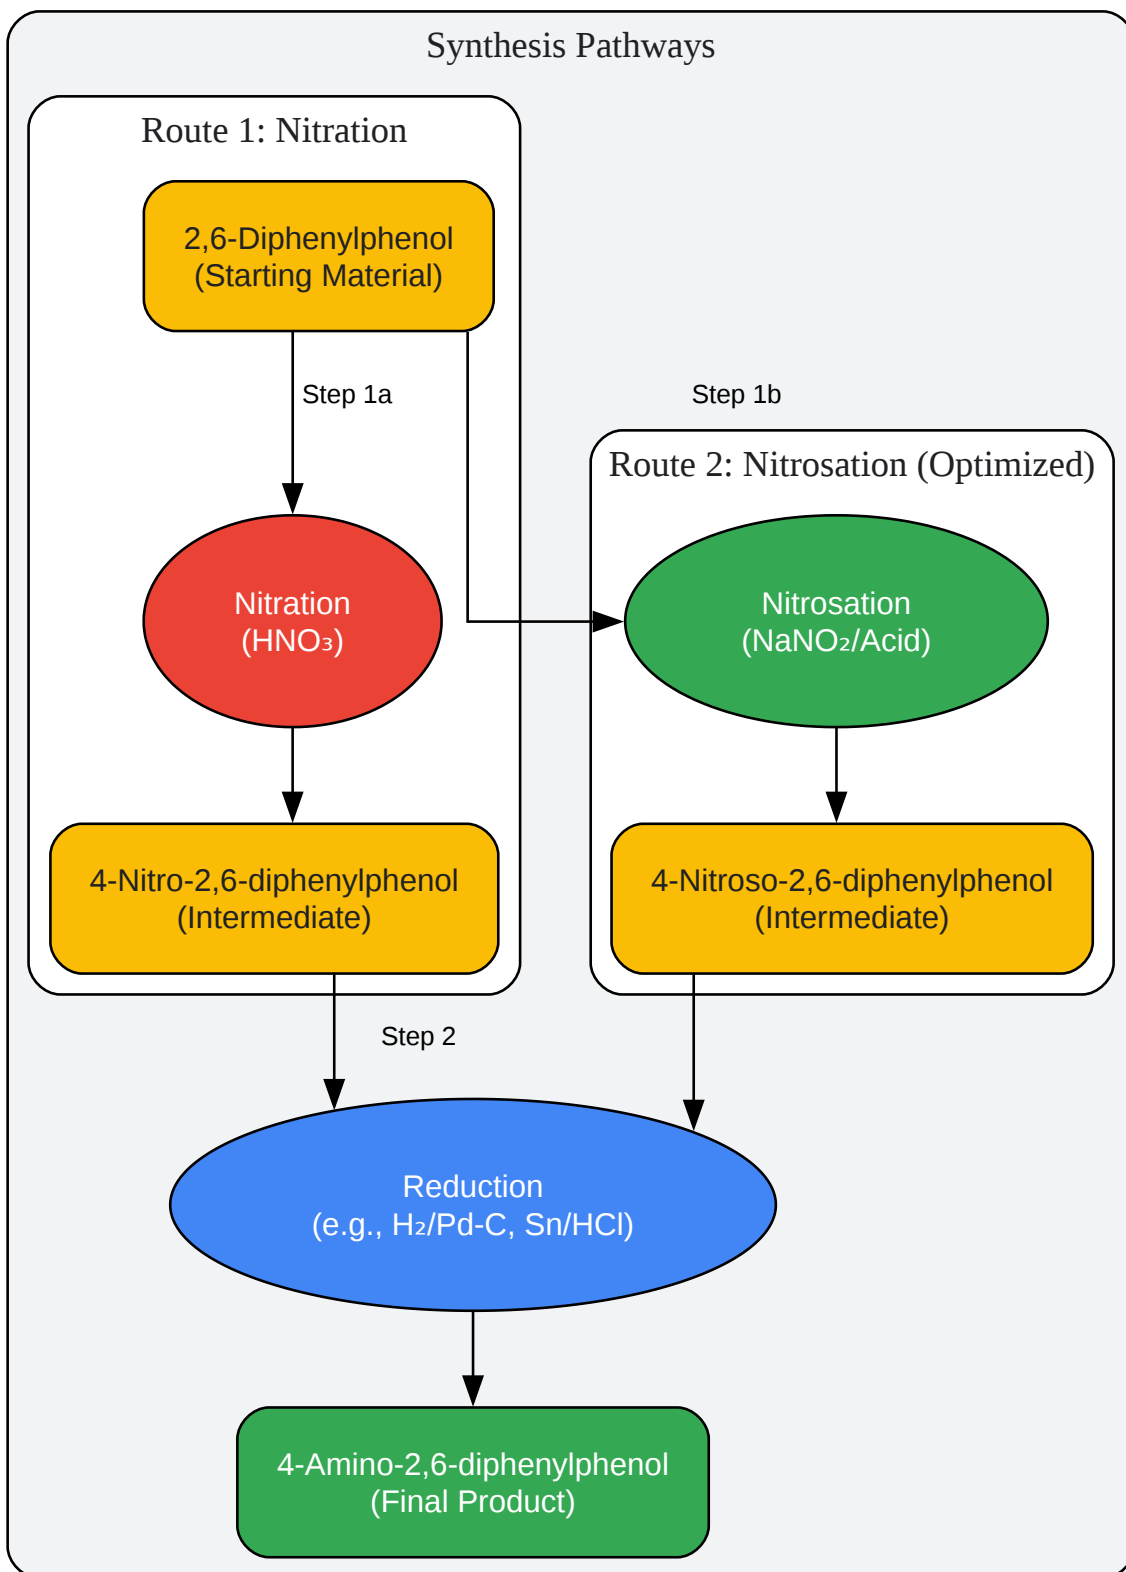 Synthesis Pathways
Route 1: Nitration
2,6-Diphenylphenol
(Starting Material)
Step 1a
Step 1b
Route 2: Nitrosation (Optimized)
Nitration
(HNO₃)
Nitrosation
(NaNO₂/Acid)
4-Nitro-2,6-diphenylphenol
(Intermediate)
4-Nitroso-2,6-diphenylphenol
(Intermediate)
Step 2
Reduction
(e.g., H₂/Pd-C, Sn/HCl)
4-Amino-2,6-diphenylphenol
(Final Product)